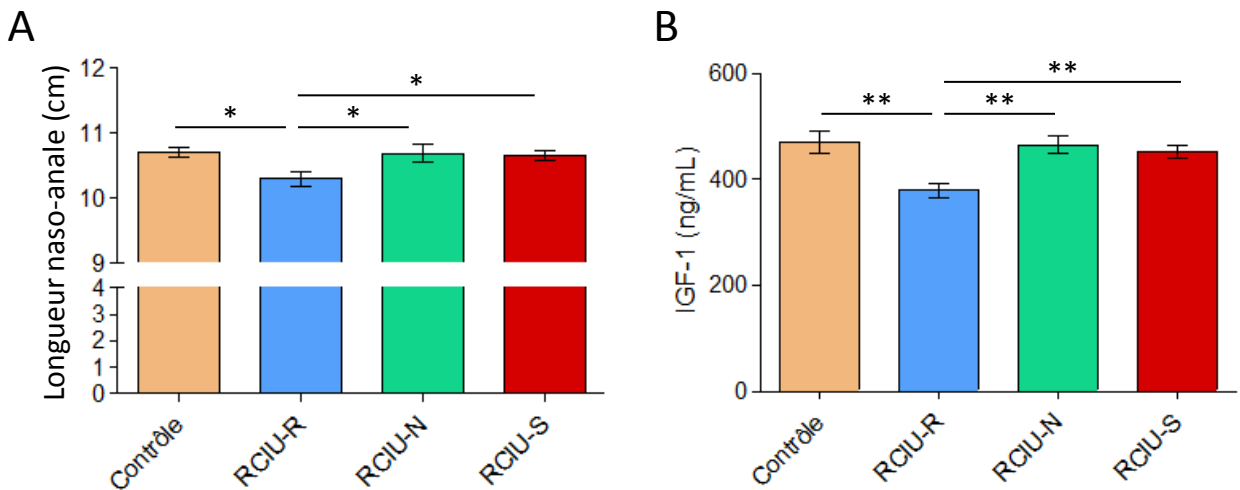 A
Longueur naso-anale (cm)
12
11
10
9
4
3
2
1
0
*
*
*
Contrôle
RCIU-R
RCIU-N
RCIU-S
B
IGF-1 (ng/mL)
600
400
200
0
**
**
**
Contrôle
RCIU-R
RCIU-N
RCIU-S